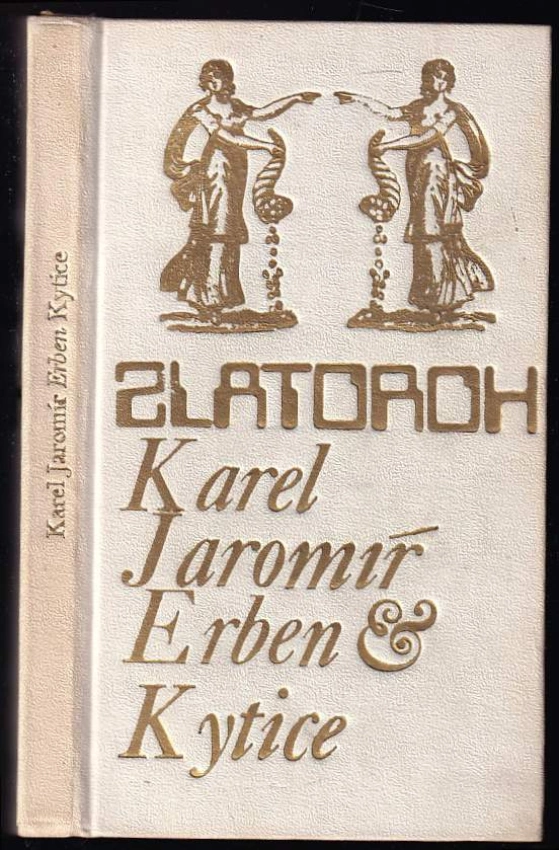 Karel Jaromír Erben Kytice
ZLATOROH
Karel
Jaromír
Erben &
Kytice